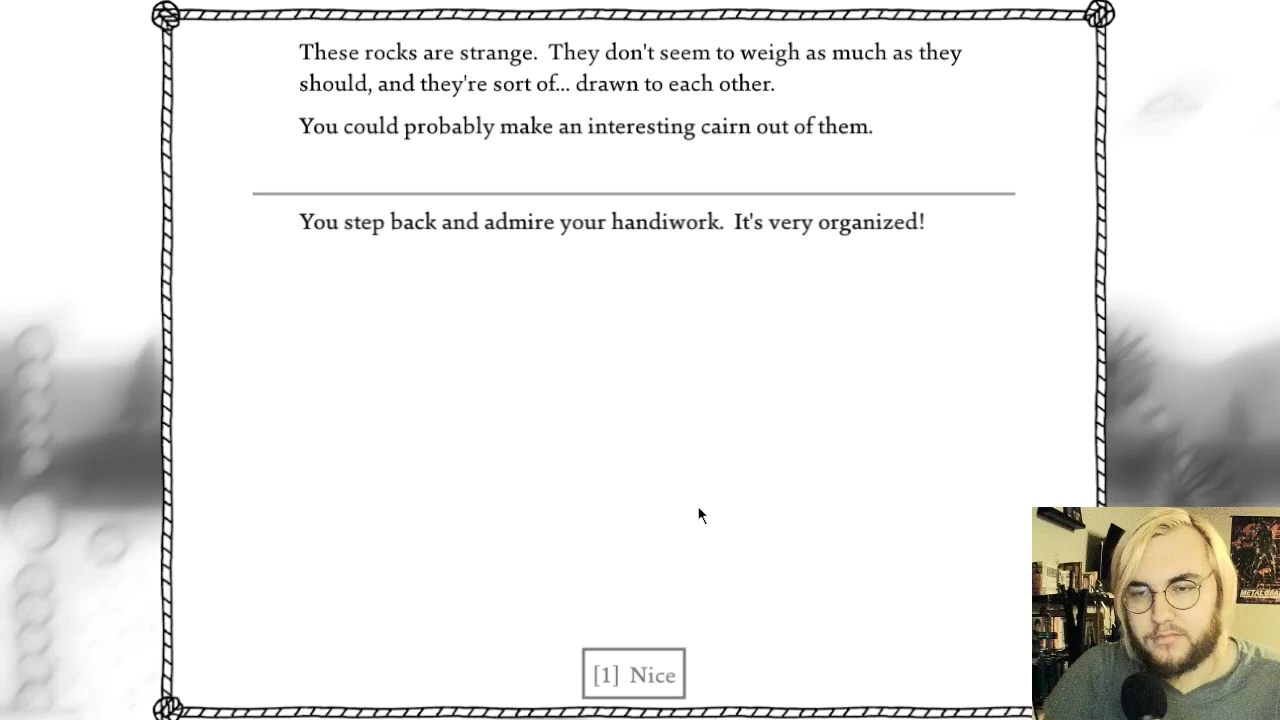 These rocks are strange.  They don't seem to weigh as much as they
should, and they're sort of... drawn to each other.
You could probably make an interesting cairn out of them.
You step back and admire your handiwork.  It's very organized!
[1] Nice
METAL GEAR